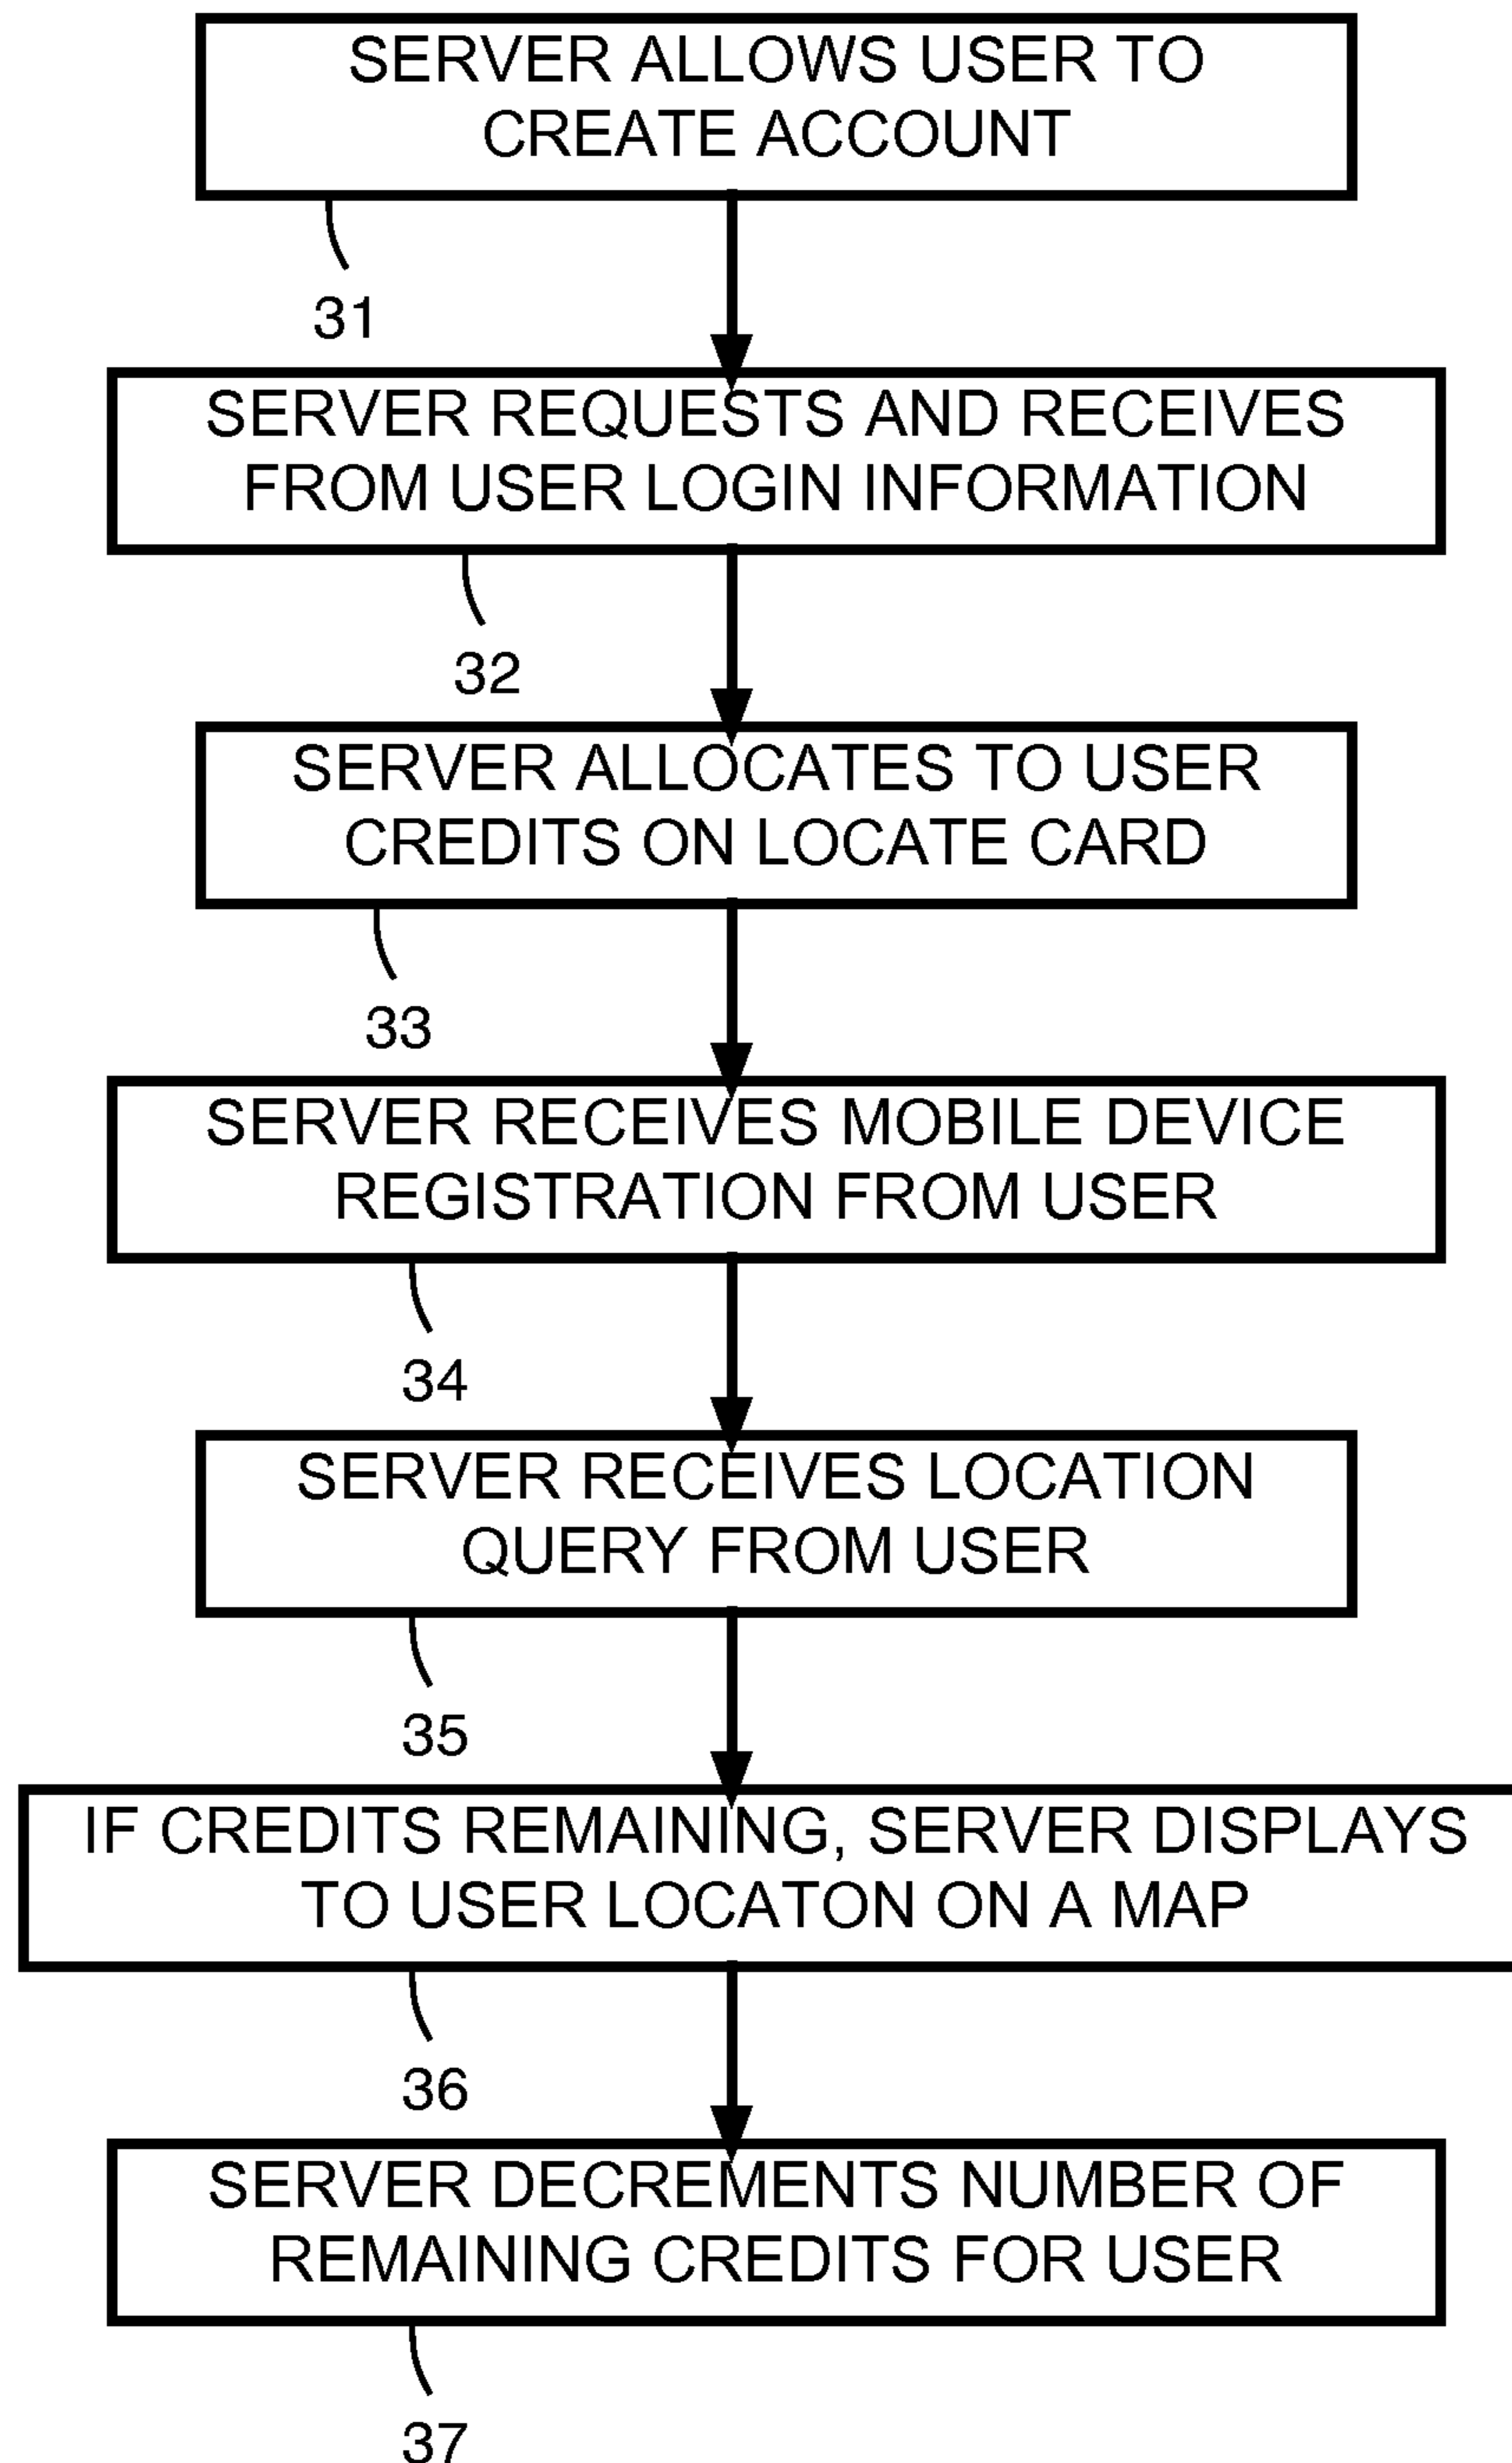 SERVER ALLOWS USER TO
CREATE ACCOUNT
31
SERVER REQUESTS AND RECEIVES
FROM USER LOGIN INFORMATION
32
SERVER ALLOCATES TO USER
CREDITS ON LOCATE CARD
33
SERVER RECEIVES MOBILE DEVICE
REGISTRATION FROM USER
34
SERVER RECEIVES LOCATION
QUERY FROM USER
35
IF CREDITS REMAINING, SERVER DISPLAYS
TO USER LOCATON ON A MAP
36
SERVER DECREMENTS NUMBER OF
REMAINING CREDITS FOR USER
37